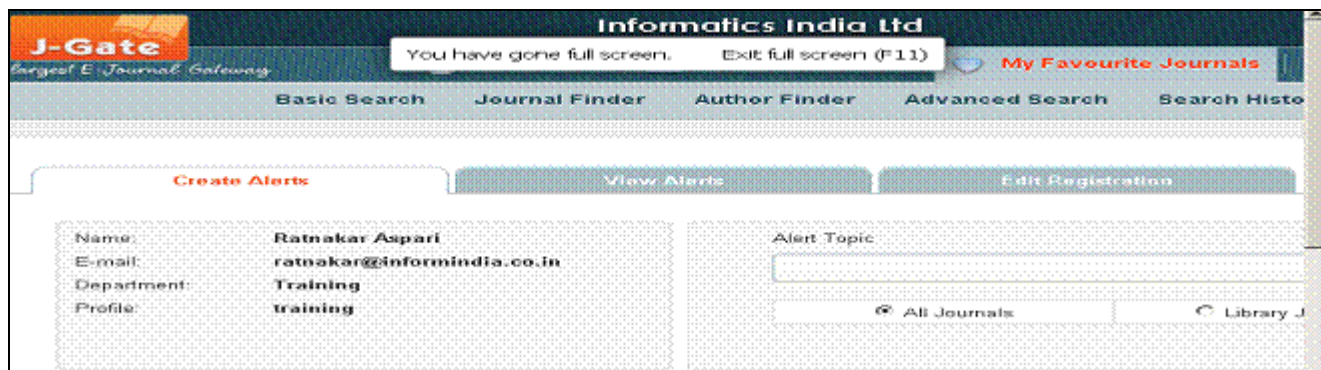 Informatics India Ltd
J-Gate
You have gone full screen. Exit full screen (F11)
largest E-Journal Gateway
My Favourite Journals
Basic Search Journal Finder Author Finder Advanced Search Search Histo
Create Alerts View Alerts Edit Registration
Name: Ratnakar Aspari
E-mail: ratnakar@informindia.co.in
Department: Training
Profile: training
Alert Topic
All Journals Library J